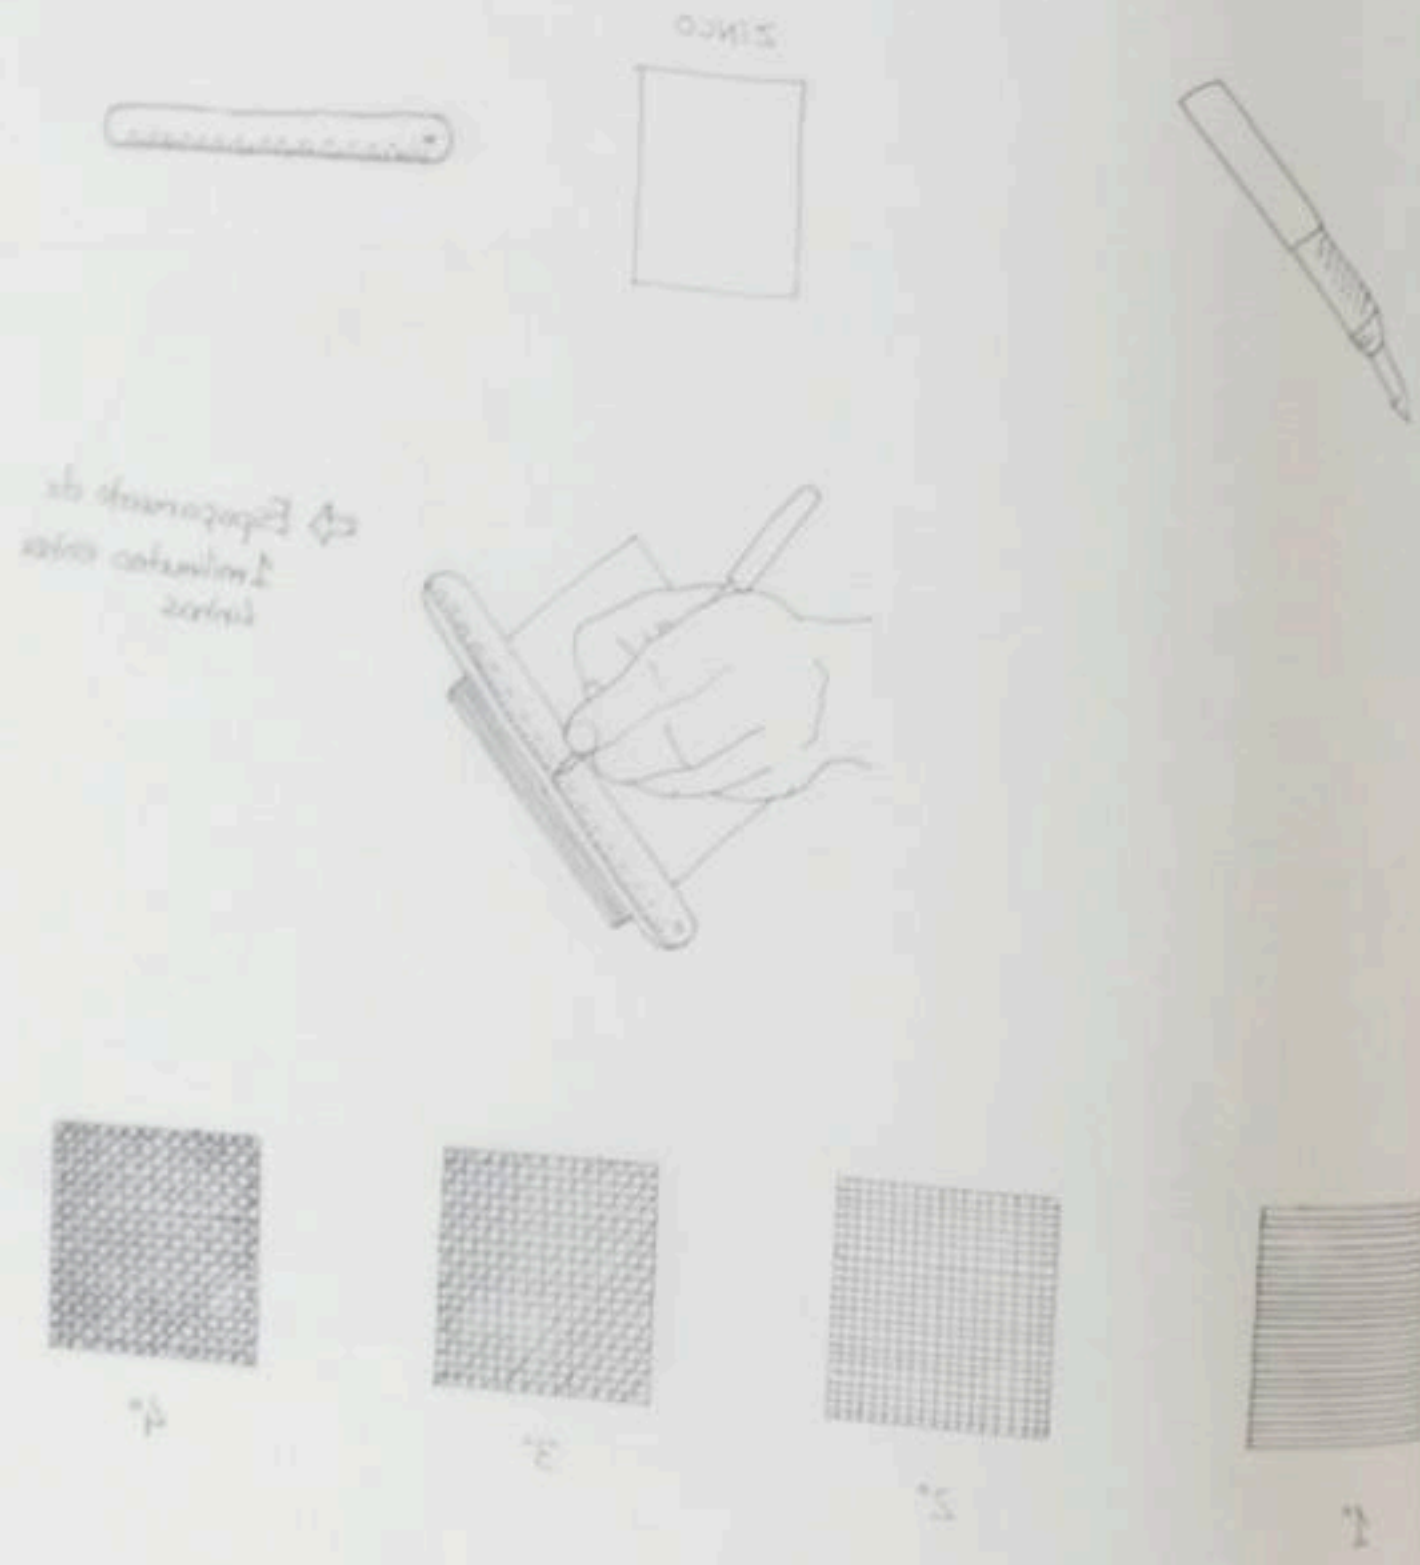 ZINCO
⇨ Espaçamento de
1 milímetro entre
linhas
1º
2º
3º
4º